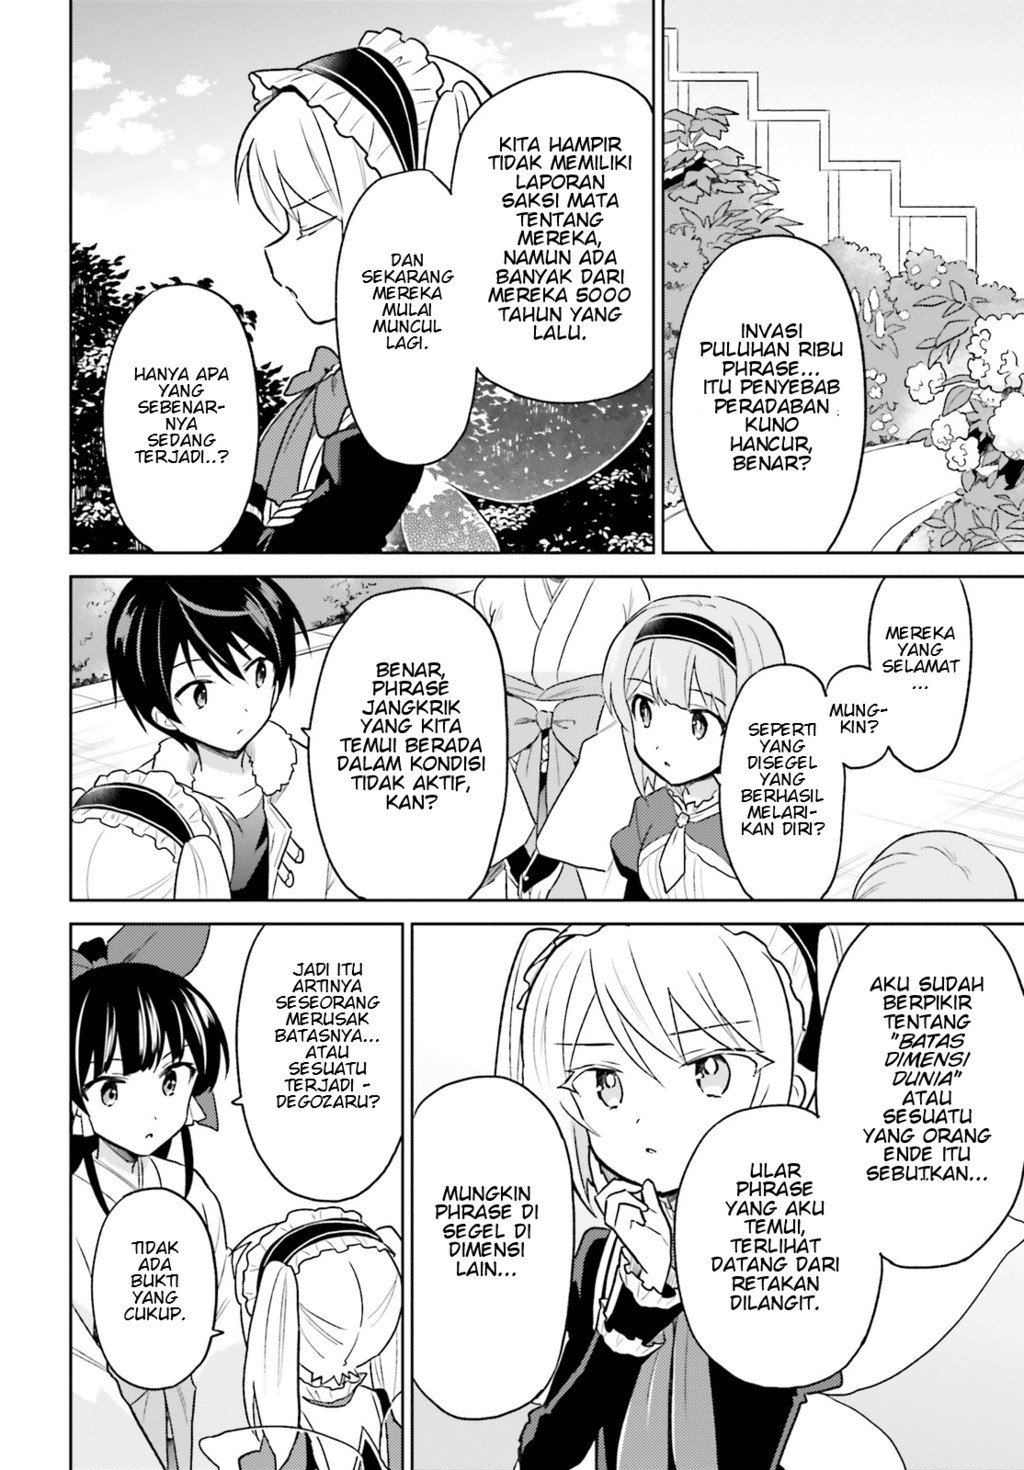 INVASI
PULUHAN RIBU
PHRASE...
ITU PENYEBAB
PERADABAN
KUNO
HANCUR,
BENAR?
KITA HAMPIR
TIDAK MEMILIKI
LAPORAN
SAKSI MATA
TENTANG
MEREKA,
NAMUN ADA
BANYAK DARI
MEREKA 5000
TAHUN YANG
LALU.
DAN
SEKARANG
MEREKA
MULAI
MUNCUL
LAGI.
HANYA APA
YANG
SEBENAR-
NYA
SEDANG
TERJADI..?
MEREKA
YANG
SELAMAT
...
MUNG-
KIN?
SEPERTI
YANG
DISEGEL
YANG
BERHASIL
MELARI-
KAN DIRI?
BENAR,
PHRASE
JANGKRIK
YANG KITA
TEMUI BERADA
DALAM KONDISI
TIDAK AKTIF,
KAN?
AKU SUDAH
BERPIKIR
TENTANG
"BATAS
DIMENSI
DUNIA"
ATAU
SESUATU
YANG ORANG
ENDE ITU
SEBUTKAN...
ULAR
PHRASE
YANG AKU
TEMUI,
TERLIHAT
DATANG DARI
RETAKAN
DILANGIT.
MUNGKIN
PHRASE DI
SEGEL DI
DIMENSI
LAIN...
JADI ITU
ARTINYA
SESEORANG
MERUSAK
BATASNYA...
ATAU
SESUATU
TERJADI -
DEGOZARU?
TIDAK
ADA
BUKTI
YANG
CUKUP.